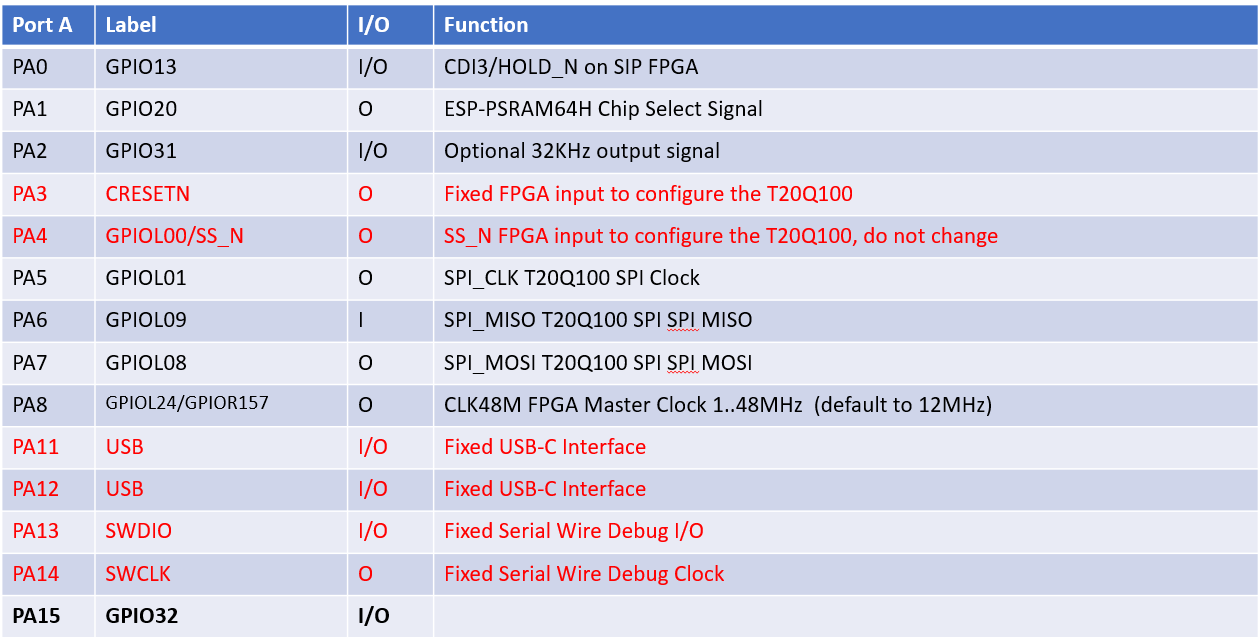 Port A Label I/O Function
PA0 GPIO13 I/O CDI3/HOLD_N on SIP FPGA
PA1 GPIO20 O ESP-PSRAM64H Chip Select Signal
PA2 GPIO31 I/O Optional 32KHz output signal
PA3 CRESETN O Fixed FPGA input to configure the T20Q100
PA4 GPIOL00/SS_N O SS_N FPGA input to configure the T20Q100, do not change
PA5 GPIOL01 O SPI_CLK T20Q100 SPI Clock
PA6 GPIOL09 I SPI_MISO T20Q100 SPI SPI MISO
PA7 GPIOL08 O SPI_MOSI T20Q100 SPI SPI MOSI
PA8 GPIOL24/GPIOR157 O CLK48M FPGA Master Clock 1..48MHz (default to 12MHz)
PA11 USB I/O Fixed USB-C Interface
PA12 USB I/O Fixed USB-C Interface
PA13 SWDIO I/O Fixed Serial Wire Debug I/O
PA14 SWCLK O Fixed Serial Wire Debug Clock
PA15 GPIO32 I/O